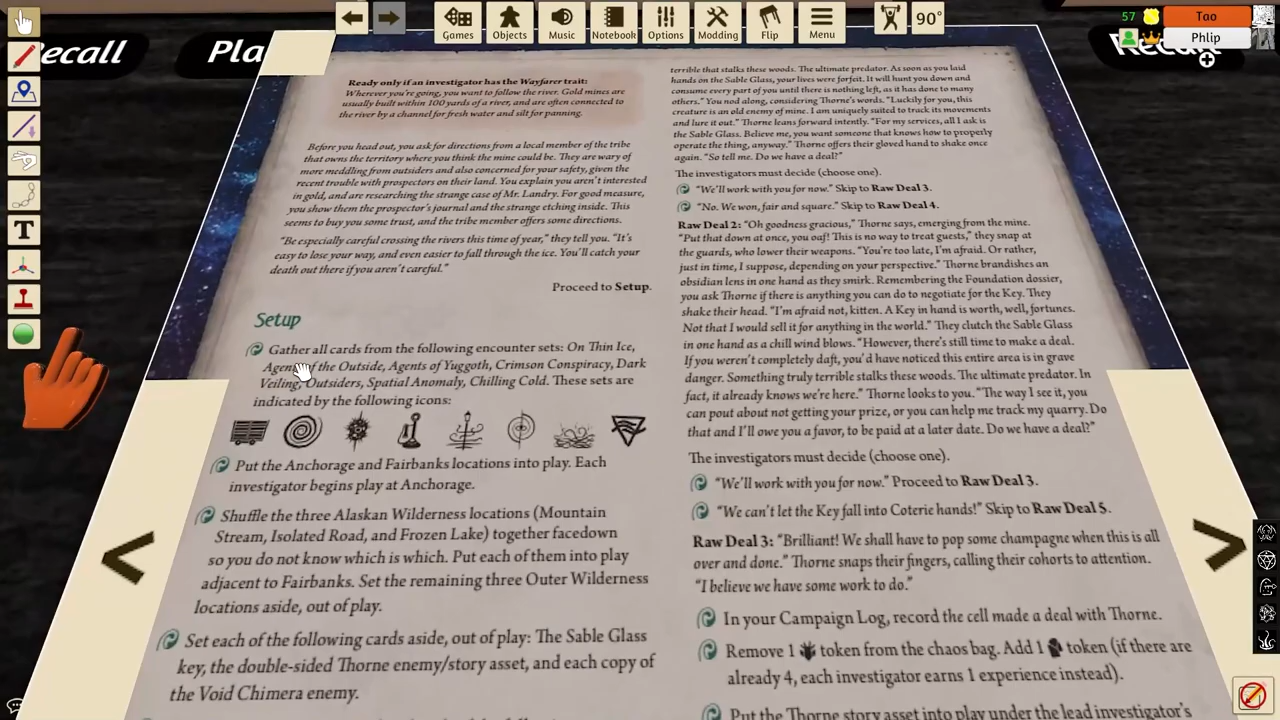 Games
Objects
Music
Notebook
Options
Modding
Flip
Menu
90°
57
Tao
Phlip
Recall
Pla
T
Ready only if an investigator has the Wayfarer trait:
Wherever you're going, you want to follow the river. Gold mines are
usually built within 100 yards of a river, and are often connected to
the river by a channel for fresh water and silt for panning.
Before you head out, you ask for directions from a local member of the tribe
that owns the territory where you think the mine could be. They are wary of
more meddling from outsiders and also concerned for your safety, given the
recent trouble with prospectors on their land. You explain you aren't interested
in gold, and are researching the strange case of Mr. Landry. For good measure,
you show them the prospector's journal and the strange etching inside. This
seems to buy you some trust, and the tribe member offers some directions.
"Be especially careful crossing the rivers this time of year," they tell you. "It's
easy to lose your way, and even easier to fall through the ice. You'll catch your
death out there if you aren't careful."
Proceed to Setup.
Setup
Gather all cards from the following encounter sets: On Thin Ice,
Agents of the Outside, Agents of Yuggoth, Crimson Conspiracy, Dark
Veiling, Outsiders, Spatial Anomaly, Chilling Cold. These sets are
indicated by the following icons:
Put the Anchorage and Fairbanks locations into play. Each
investigator begins play at Anchorage.
Shuffle the three Alaskan Wilderness locations (Mountain
Stream, Isolated Road, and Frozen Lake) together facedown
so you do not know which is which. Put each of them into play
adjacent to Fairbanks. Set the remaining three Outer Wilderness
locations aside, out of play.
Set each of the following cards aside, out of play: The Sable Glass
key, the double-sided Thorne enemy/story asset, and each copy of
the Void Chimera enemy.
terrible that stalks these woods. The ultimate predator. As soon as you laid
hands on the Sable Glass, your lives were forfeit. It will hunt you down and
consume every part of you until there is nothing left, as it has done to many
others." You nod along, considering Thorne's words. "Luckily for you, this
creature is an old enemy of mine. I am uniquely suited to track its movements
and lure it out." Thorne leans forward intently. "For my services, all I ask is
the Sable Glass. Believe me, you want someone that knows how to properly
operate the thing, anyway." Thorne offers their gloved hand to shake once
again. "So tell me. Do we have a deal?"
The investigators must decide (choose one).
"We'll work with you for now." Skip to Raw Deal 3.
"No. We won, fair and square." Skip to Raw Deal 4.
Raw Deal 2: "Oh goodness gracious," Thorne says, emerging from the mine.
"Put that down at once, you oaf! This is no way to treat guests," they snap at
the guards, who lower their weapons. "You're too late, I'm afraid. Or rather,
just in time, I suppose, depending on your perspective." Thorne brandishes an
obsidian lens in one hand as they smirk. Remembering the Foundation dossier,
you ask Thorne if there is anything you can do to negotiate for the Key. They
shake their head. "I'm afraid not, kitten. A Key in hand is worth, well, fortunes.
Not that I would sell it for anything in the world." They clutch the Sable Glass
in one hand as a chill wind blows. "However, there's still time to make a deal.
If you weren't completely daft, you'd have noticed this entire area is in grave
danger. Something truly terrible stalks these woods. The ultimate predator. In
fact, it already knows we're here." Thorne looks to you. "The way I see it, you
can pout about not getting your prize, or you can help me track my quarry. Do
that and I'll owe you a favor, to be paid at a later date. Do we have a deal?"
The investigators must decide (choose one).
"We'll work with you for now." Proceed to Raw Deal 3.
"We can't let the Key fall into Coterie hands!" Skip to Raw Deal 5.
Raw Deal 3: "Brilliant! We shall have to pop some champagne when this is all
over and done." Thorne snaps their fingers, calling their cohorts to attention.
"I believe we have some work to do."
In your Campaign Log, record the cell made a deal with Thorne.
Remove 1 token from the chaos bag. Add 1 token (if there are
already 4, each investigator earns 1 experience instead).
Put the Thorne story asset into play under the lead investigator's